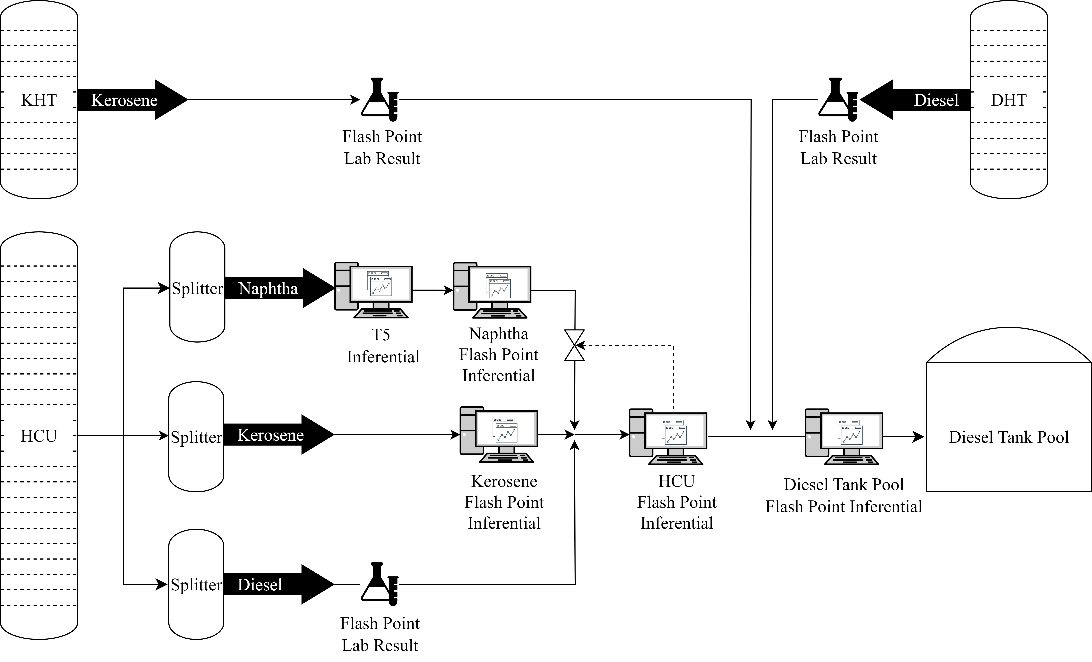 KHT
Kerosene
Flash Point
Lab Result
Flash Point
Lab Result
Diesel
DHT
HCU
Splitter
Naphtha
T5
Inferential
Naphtha
Flash Point
Inferential
Splitter
Kerosene
Kerosene
Flash Point
Inferential
HCU
Flash Point
Inferential
Diesel Tank Pool
Flash Point Inferential
Diesel Tank Pool
Splitter
Diesel
Flash Point
Lab Result